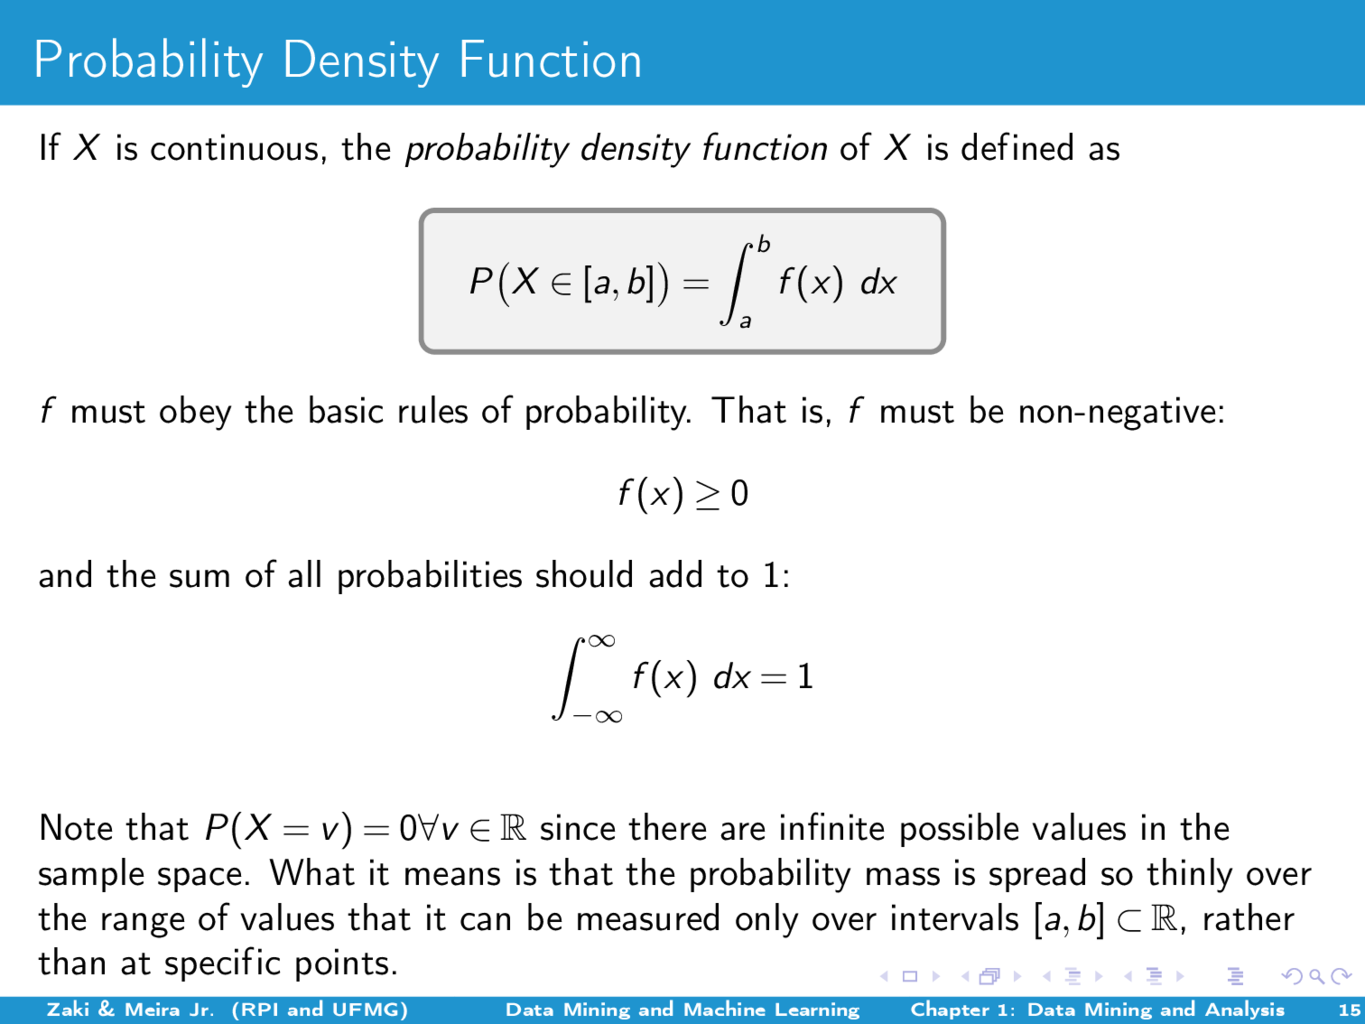 Probability Density Function
If X is continuous, the probability density function of X is defined as
P(X ∈ [a, b]) = ∫_a^b f(x) dx
f must obey the basic rules of probability. That is, f must be non-negative:
f(x) ≥ 0
and the sum of all probabilities should add to 1:
∫_{−∞}^{∞} f(x) dx = 1
Note that P(X = v) = 0∀v ∈ ℝ since there are infinite possible values in the
sample space. What it means is that the probability mass is spread so thinly over
the range of values that it can be measured only over intervals [a, b] ⊂ ℝ, rather
than at specific points.
Zaki & Meira Jr. (RPI and UFMG) Data Mining and Machine Learning Chapter 1: Data Mining and Analysis 15